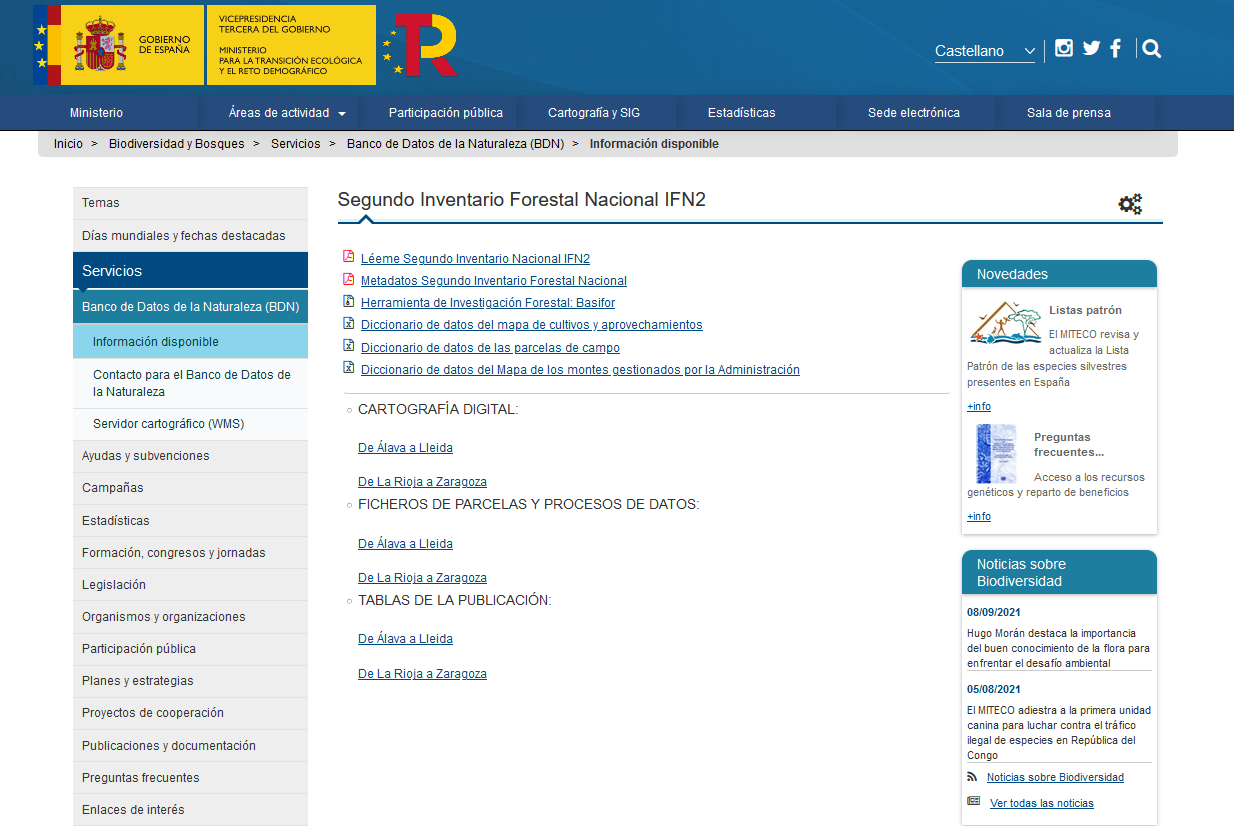 GOBIERNO
DE ESPAÑA
VICEPRESIDENCIA
TERCERA DEL GOBIERNO
MINISTERIO
PARA LA TRANSICIÓN ECOLÓGICA
Y EL RETO DEMOGRÁFICO
R
Castellano
Ministerio
Áreas de actividad
Participación pública
Cartografía y SIG
Estadísticas
Sede electrónica
Sala de prensa
Inicio > Biodiversidad y Bosques > Servicios > Banco de Datos de la Naturaleza (BDN) > Información disponible
Temas
Días mundiales y fechas destacadas
Servicios
Banco de Datos de la Naturaleza (BDN)
Información disponible
Contacto para el Banco de Datos de
la Naturaleza
Servidor cartográfico (WMS)
Ayudas y subvenciones
Campañas
Estadísticas
Formación, congresos y jornadas
Legislación
Organismos y organizaciones
Participación pública
Planes y estrategias
Proyectos de cooperación
Publicaciones y documentación
Preguntas frecuentes
Enlaces de interés
Segundo Inventario Forestal Nacional IFN2
Léeme Segundo Inventario Nacional IFN2
Metadatos Segundo Inventario Forestal Nacional
Herramienta de Investigación Forestal: Basifor
Diccionario de datos del mapa de cultivos y aprovechamientos
Diccionario de datos de las parcelas de campo
Diccionario de datos del Mapa de los montes gestionados por la Administración
CARTOGRAFÍA DIGITAL:
De Álava a Lleida
De La Rioja a Zaragoza
FICHEROS DE PARCELAS Y PROCESOS DE DATOS:
De Álava a Lleida
De La Rioja a Zaragoza
TABLAS DE LA PUBLICACIÓN:
De Álava a Lleida
De La Rioja a Zaragoza
Novedades
Listas patrón
El MITECO revisa y
actualiza la Lista
Patrón de las especies silvestres
presentes en España
+info
Preguntas
frecuentes...
Acceso a los recursos
genéticos y reparto de beneficios
+info
Noticias sobre
Biodiversidad
08/09/2021
Hugo Morán destaca la importancia
del buen conocimiento de la flora para
enfrentar el desafío ambiental
05/08/2021
El MITECO adiestra a la primera unidad
canina para luchar contra el tráfico
ilegal de especies en República del
Congo
Noticias sobre Biodiversidad
Ver todas las noticias